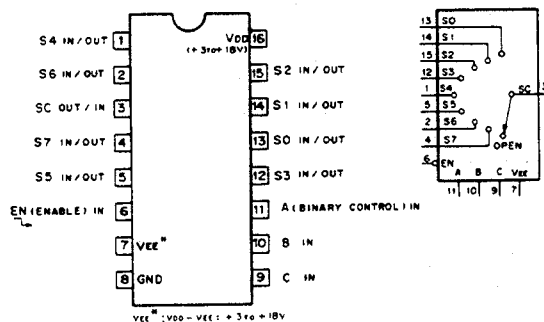 S4 IN/OUT 1
S6 IN/OUT 2
SC OUT/IN 3
S7 IN/OUT 4
S5 IN/OUT 5
EN (ENABLE) IN 6
7 VEE*
8 GND
VDD 16
(+3 TO +18V)
15 S2 IN/OUT
14 S1 IN/OUT
13 S0 IN/OUT
12 S3 IN/OUT
11 A (BINARY CONTROL) IN
10 B IN
9 C IN
VEE* : VDD - VEE : +3 TO +18V
13 S0
14 S1
15 S2
12 S3
1 S4
5 S5
2 S6
4 S7
SC 3
OPEN
6 EN
A B C VEE
11 10 9 7